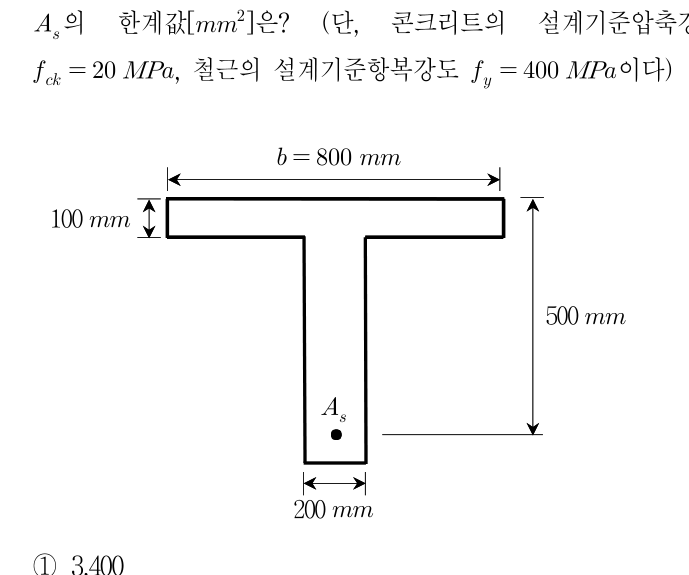 A_s의 한계값[mm²]은? (단, 콘크리트의 설계기준압축
f_ck = 20 MPa, 철근의 설계기준항복강도 f_y = 400 MPa이다)
b = 800 mm
100 mm
500 mm
A_s
200 mm
① 3,400